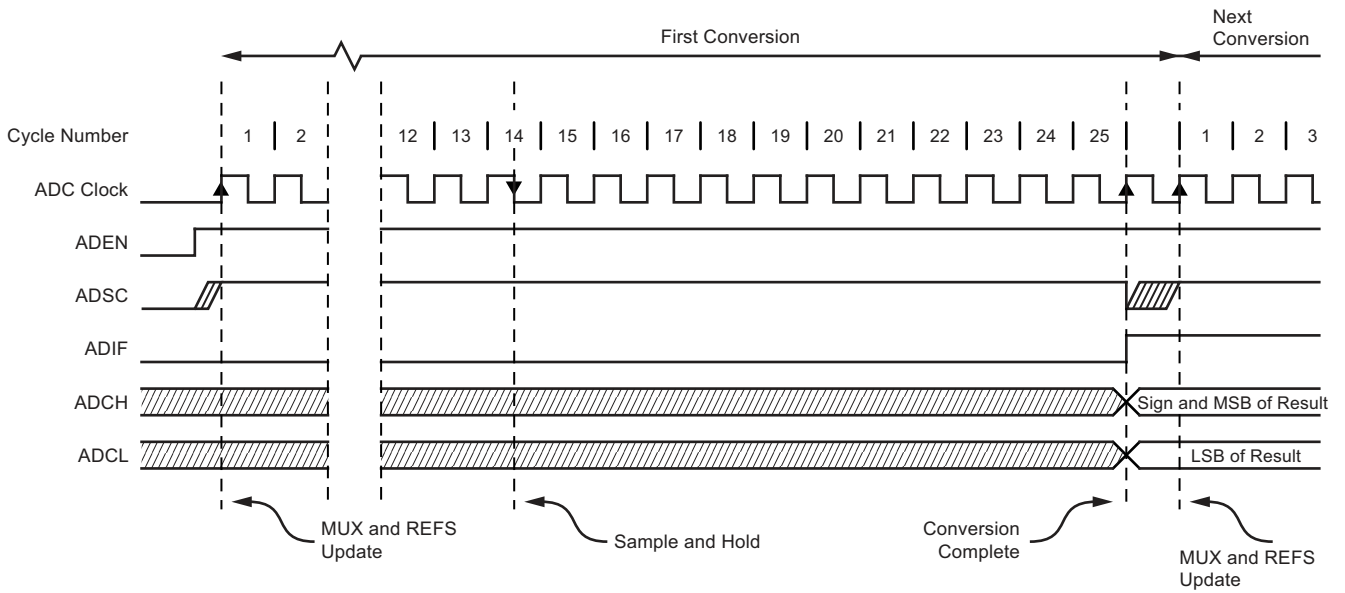 First Conversion
Next
Conversion
Cycle Number
1 2 12 13 14 15 16 17 18 19 20 21 22 23 24 25 1 2 3
ADC Clock
ADEN
ADSC
ADIF
ADCH
Sign and MSB of Result
ADCL
LSB of Result
MUX and REFS
Update
Sample and Hold
Conversion
Complete
MUX and REFS
Update